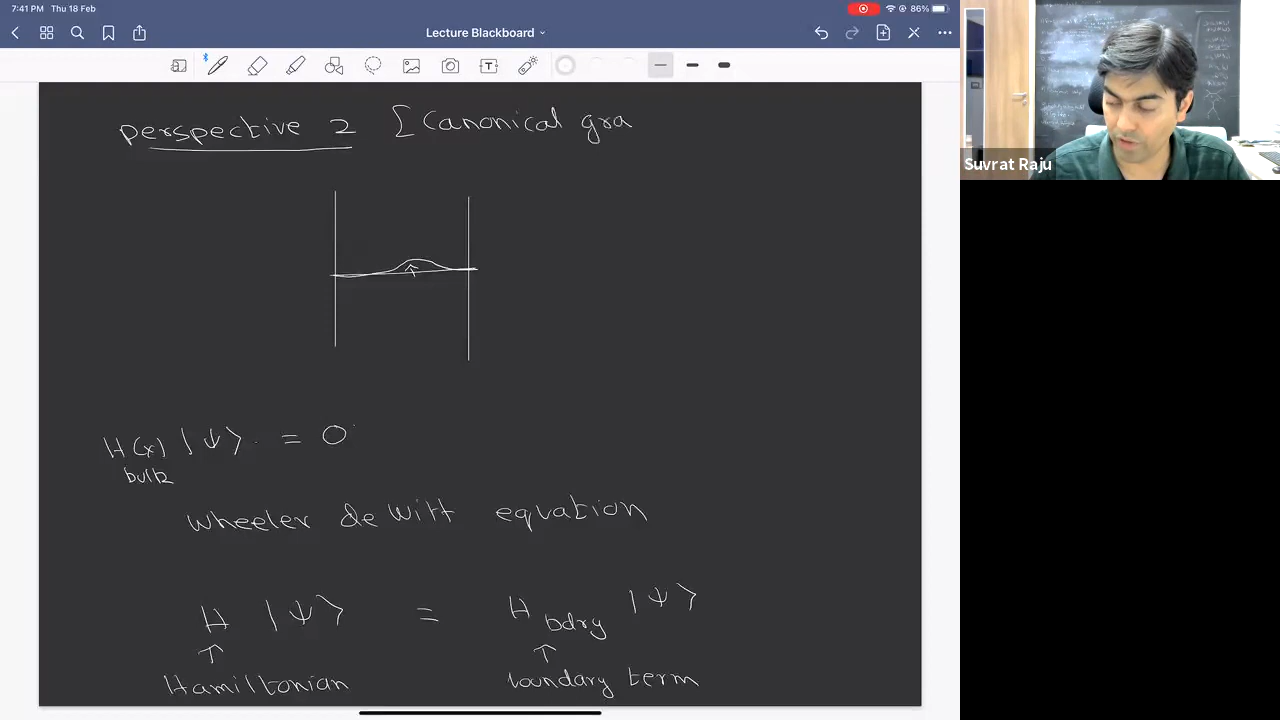 7:41 PM Thu 18 Feb
86%
Lecture Blackboard
perspective 2 [Canonical gra
H(x) |ψ> = 0
bulk
Wheeler de Witt equation
H |ψ> = H bdry |ψ>
↑ ↑
Hamiltonian boundary term
Suvrat Raju